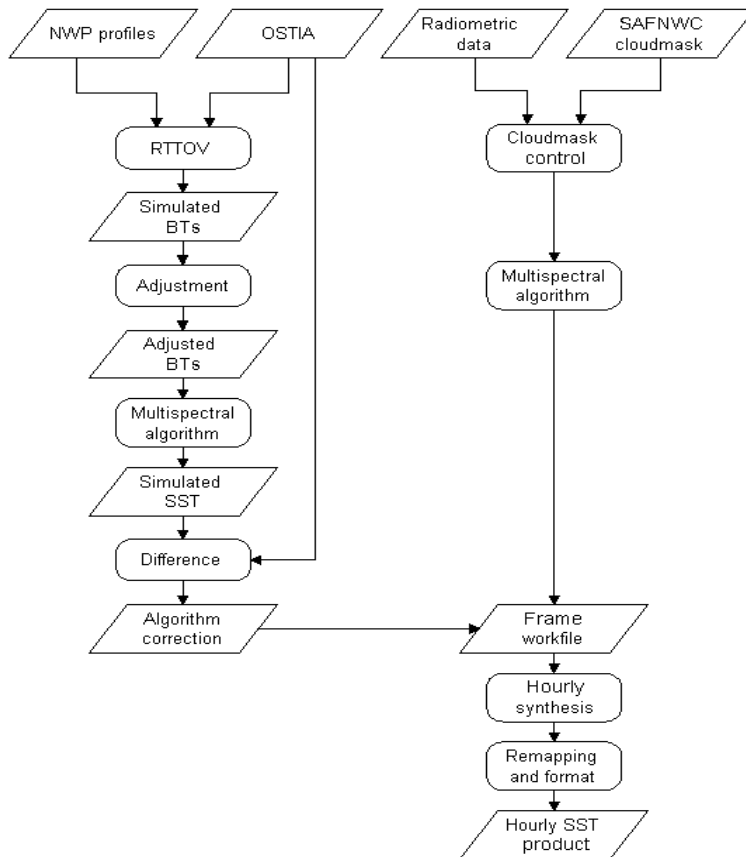 NWP profiles
OSTIA
Radiometric
data
SAFNWC
cloudmask
RTTOV
Cloudmask
control
Simulated
BTs
Adjustment
Multispectral
algorithm
Adjusted
BTs
Multispectral
algorithm
Simulated
SST
Difference
Algorithm
correction
Frame
workfile
Hourly
synthesis
Remapping
and format
Hourly SST
product